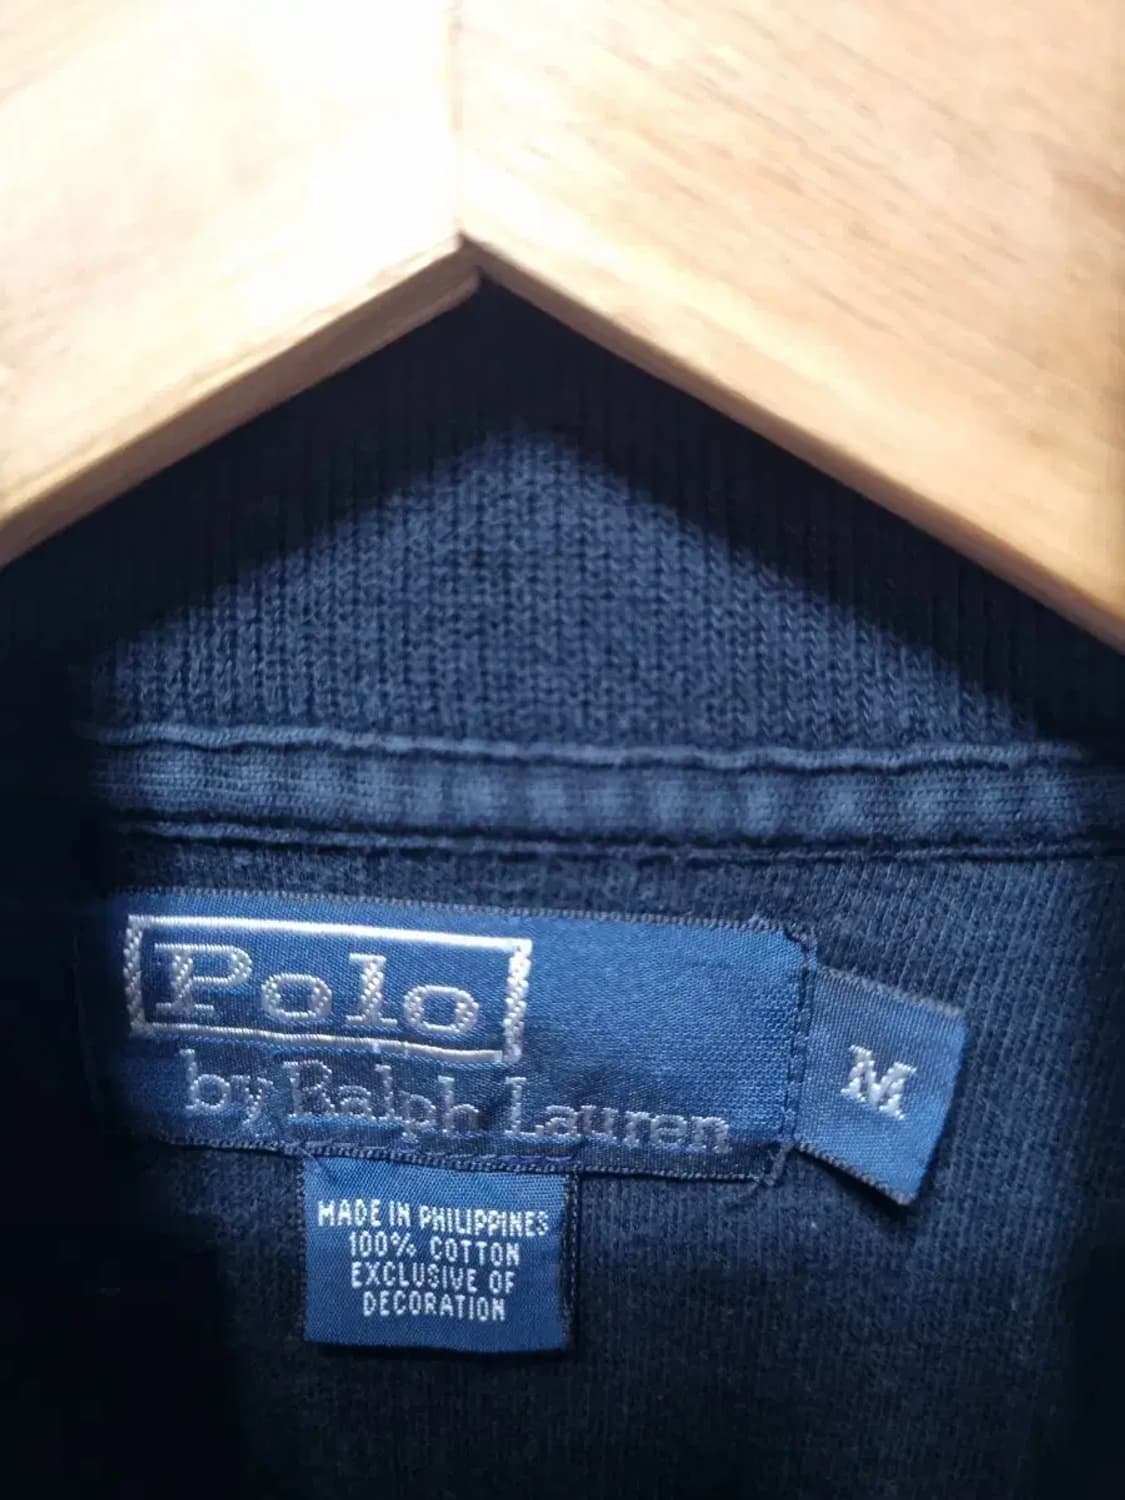 Polo
by Ralph Lauren
M
MADE IN PHILIPPINES
100% COTTON
EXCLUSIVE OF
DECORATION